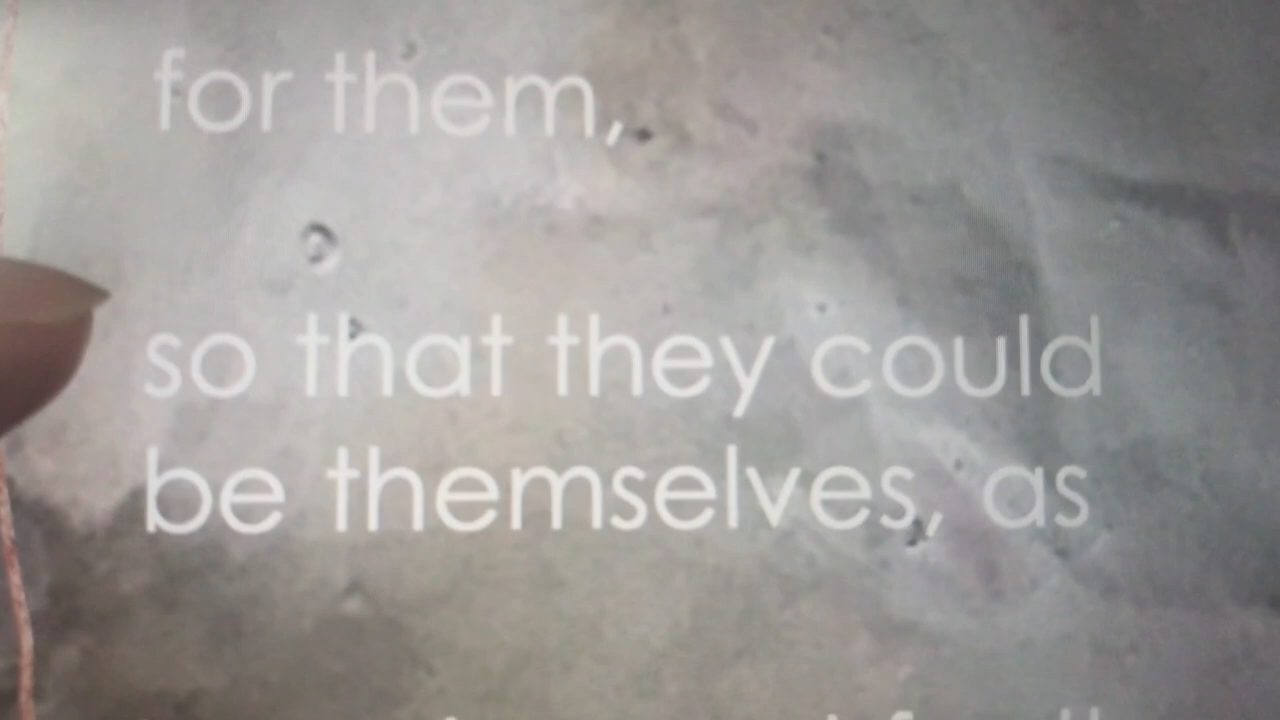 for them,
so that they could
be themselves, as